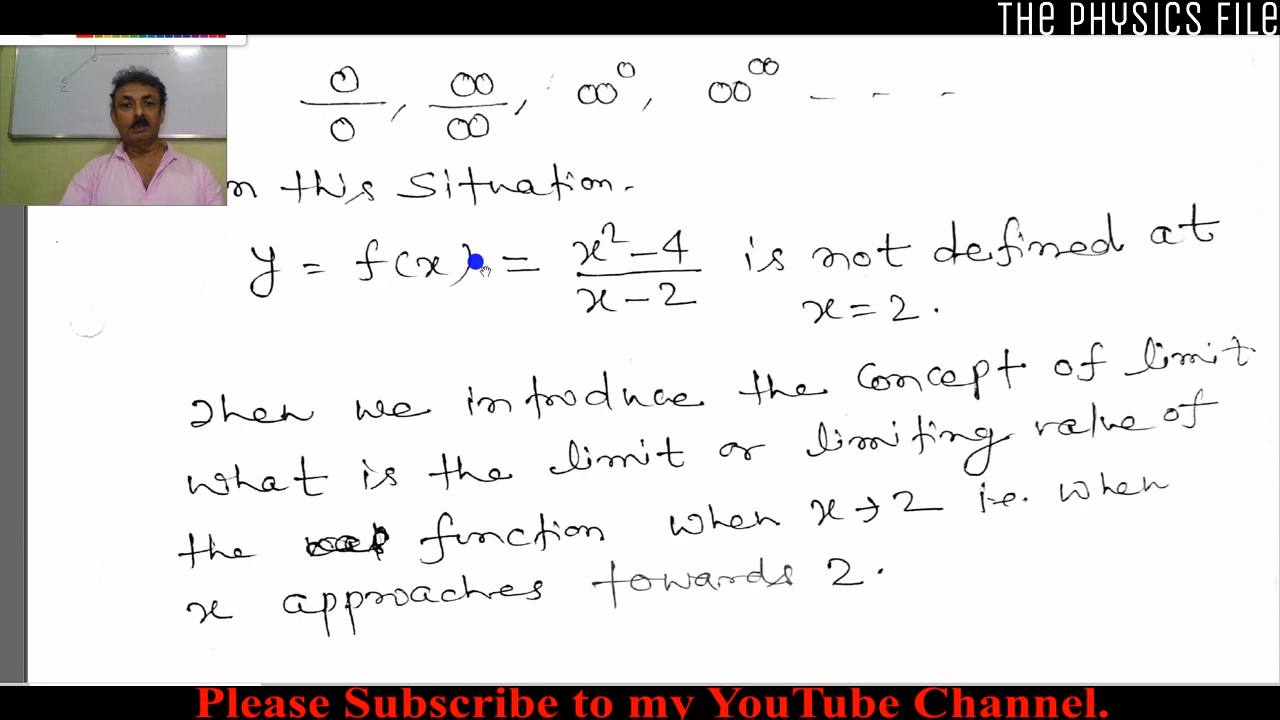 THE PHYSICS FILE
0/0, ∞/∞, ∞^0, ∞^∞ - - -
n this situation.
y = f(x) = x²-4 / x-2 is not defined at
x = 2.
Then we introduce the concept of limit
what is the limit or limiting value of
the function when x → 2 i.e. when
x approaches towards 2.
Please Subscribe to my YouTube Channel.